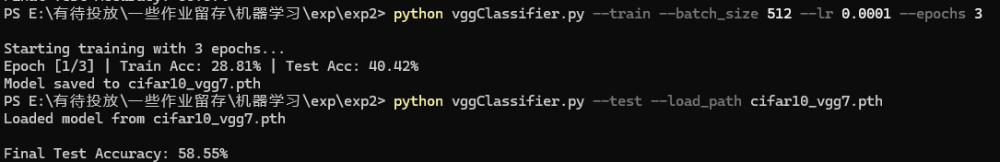 PS E:\有待投放\一些作业留存\机器学习\exp\exp2> python vggClassifier.py --train --batch_size 512 --lr 0.0001 --epochs 3
Starting training with 3 epochs...
Epoch [1/3] | Train Acc: 28.81% | Test Acc: 40.42%
Model saved to cifar10_vgg7.pth
PS E:\有待投放\一些作业留存\机器学习\exp\exp2> python vggClassifier.py --test --load_path cifar10_vgg7.pth
Loaded model from cifar10_vgg7.pth
Final Test Accuracy: 58.55%